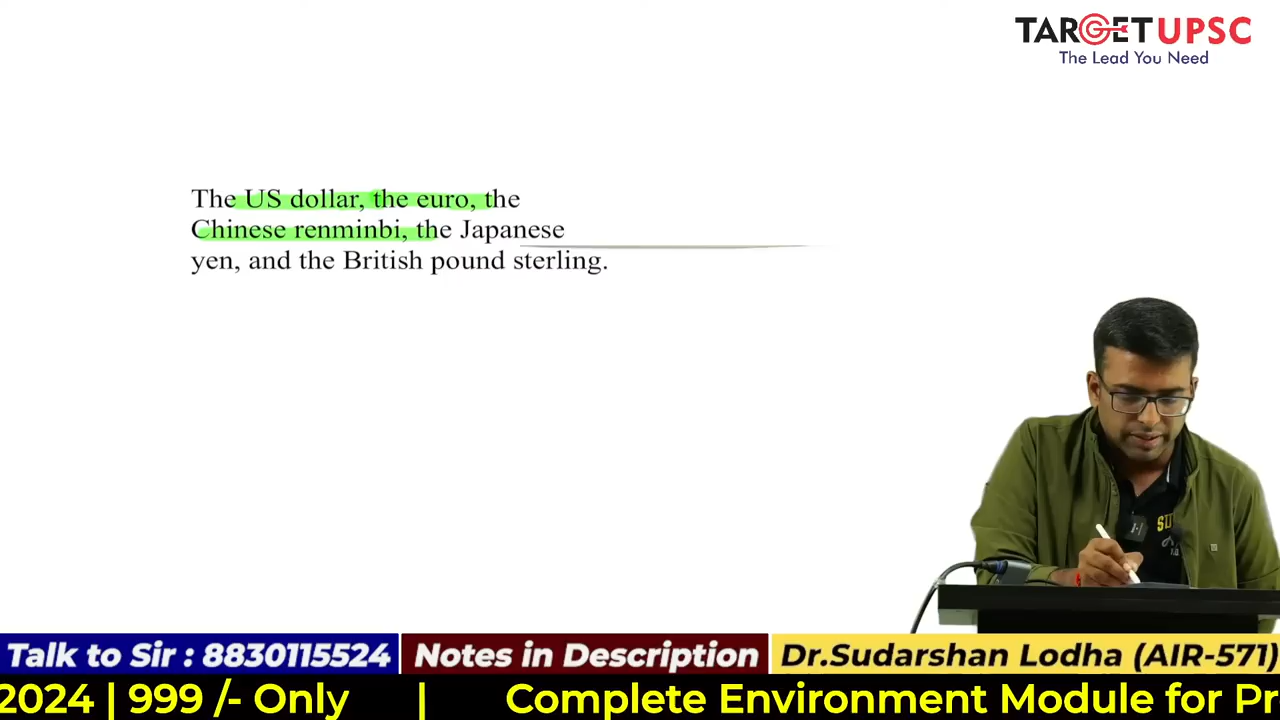 TARGET UPSC
The Lead You Need
The US dollar, the euro, the
Chinese renminbi, the Japanese
yen, and the British pound sterling.
Talk to Sir : 8830115524
Notes in Description
Dr.Sudarshan Lodha (AIR-571)
2024 | 999 /- Only | Complete Environment Module for Pr